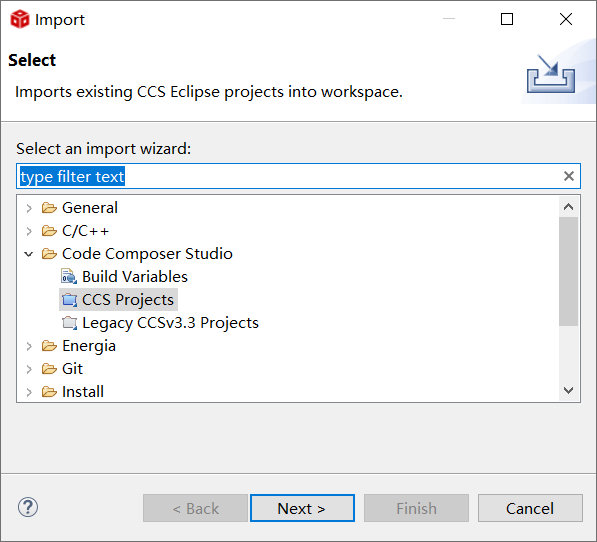 Import
Select
Imports existing CCS Eclipse projects into workspace.
Select an import wizard:
type filter text
General
C/C++
Code Composer Studio
Build Variables
CCS Projects
Legacy CCSv3.3 Projects
Energia
Git
Install
< Back Next > Finish Cancel